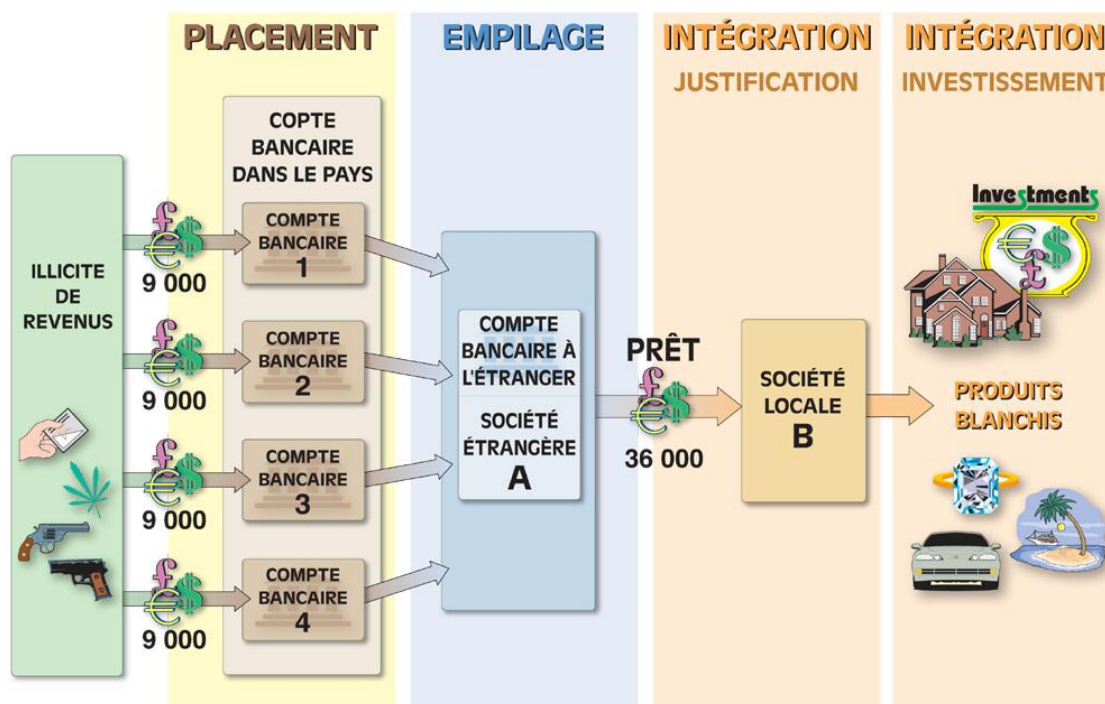 PLACEMENT
EMPILAGE
INTÉGRATION
JUSTIFICATION
INTÉGRATION
INVESTISSEMENT
COPTE
BANCAIRE
DANS LE PAYS
ILLICITE
DE
REVENUS
£
€$
9 000
COMPTE
BANCAIRE
1
£
€$
9 000
COMPTE
BANCAIRE
2
£
€$
9 000
COMPTE
BANCAIRE
3
£
€$
9 000
COMPTE
BANCAIRE
4
COMPTE
BANCAIRE À
L'ÉTRANGER
SOCIÉTÉ
ÉTRANGÈRE
A
PRÊT
£
€$
36 000
SOCIÉTÉ
LOCALE
B
Investments
€ $
£
PRODUITS
BLANCHIS